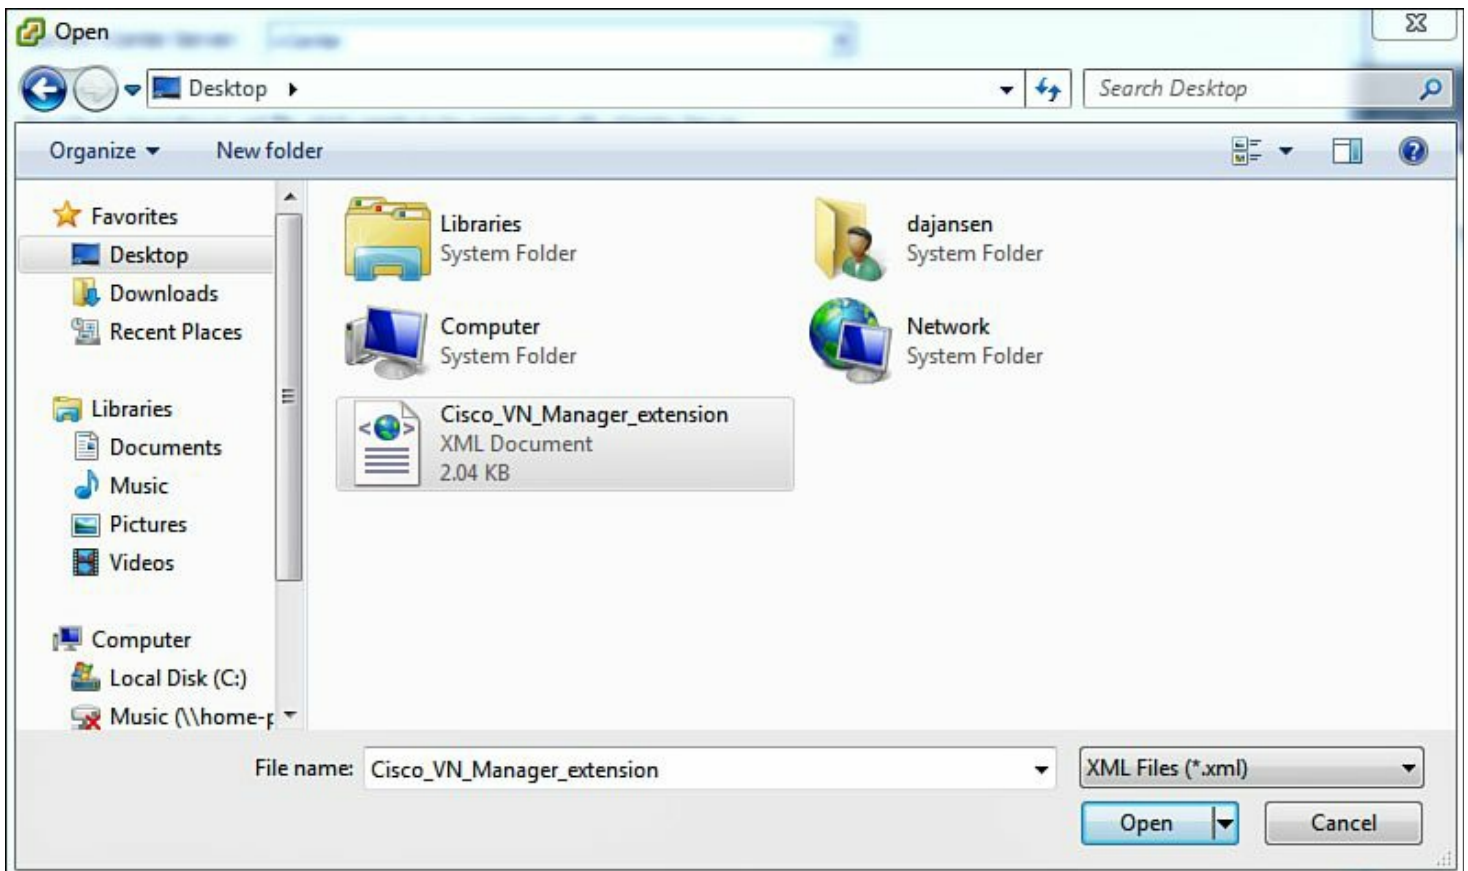 Open
Desktop
Search Desktop
Organize
New folder
Favorites
Desktop
Downloads
Recent Places
Libraries
Documents
Music
Pictures
Videos
Computer
Local Disk (C:)
Music (\\home-p
Libraries
System Folder
dajansen
System Folder
Computer
System Folder
Network
System Folder
Cisco_VN_Manager_extension
XML Document
2.04 KB
File name: Cisco_VN_Manager_extension
XML Files (*.xml)
Open
Cancel